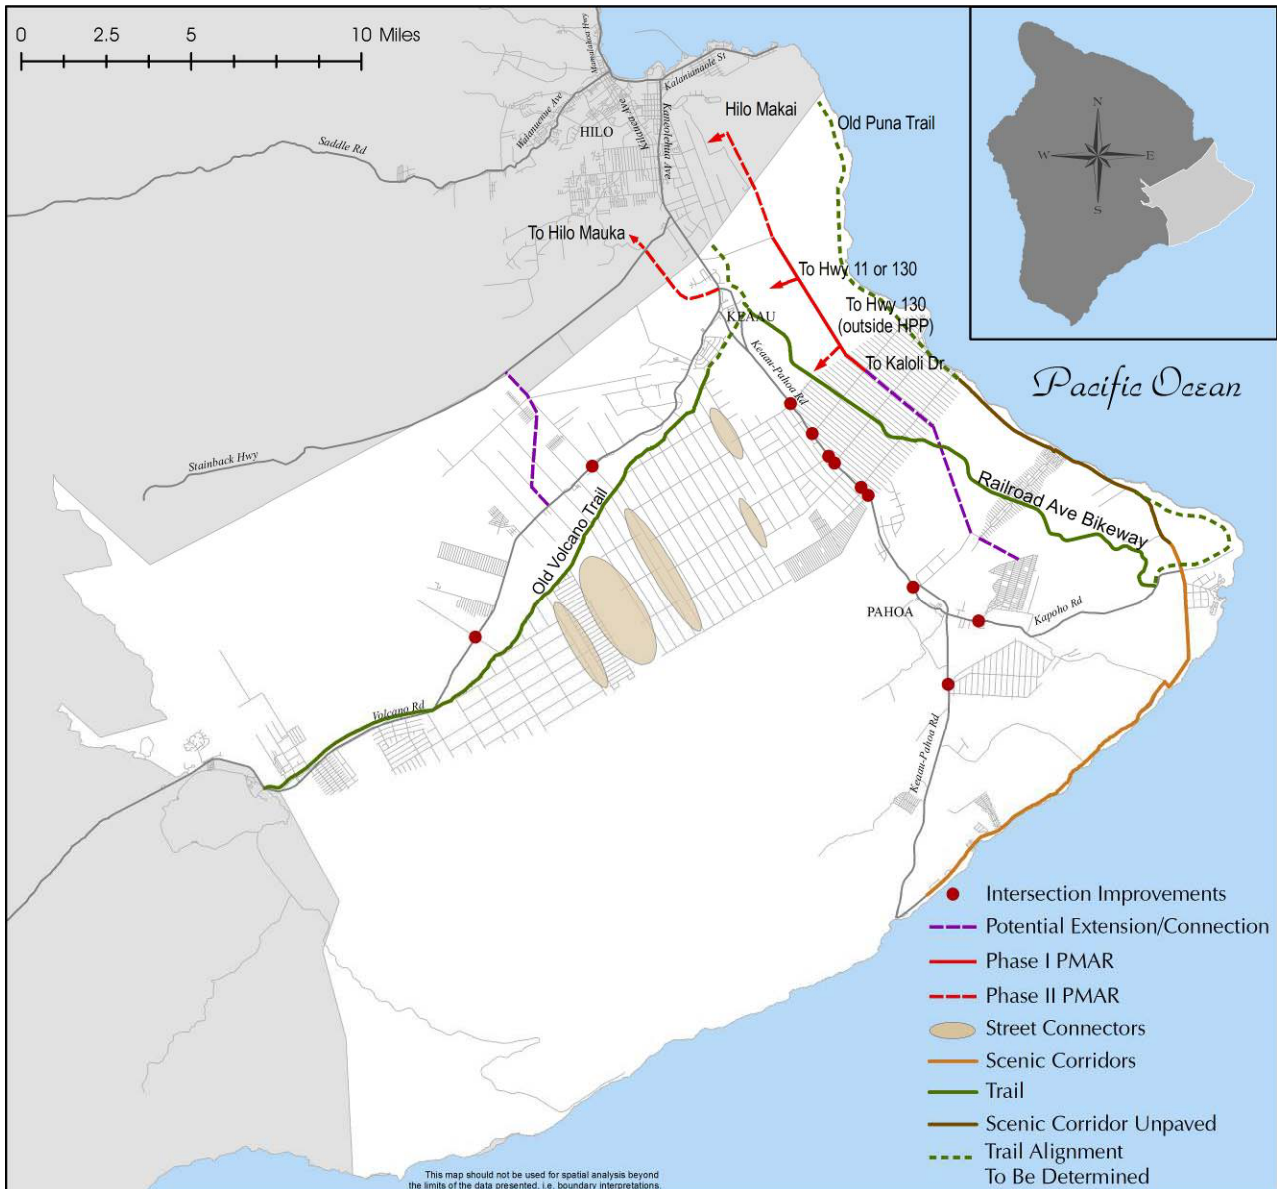 0 2.5 5 10 Miles
Mamalahoa Hwy
Kalanianaole St
Waianuenue Ave
Kilauea Ave
Kanoelehua Ave
HILO
Hilo Makai
Old Puna Trail
Saddle Rd
N
W E
S
To Hilo Mauka
To Hwy 11 or 130
To Hwy 130
(outside HPP)
KEAAU
To Kaloli Dr
Keaau-Pahoa Rd
Pacific Ocean
Stainback Hwy
Old Volcano Trail
Railroad Ave Bikeway
PAHOA
Kapoho Rd
Volcano Rd
Keaau-Pahoa Rd
Intersection Improvements
Potential Extension/Connection
Phase I PMAR
Phase II PMAR
Street Connectors
Scenic Corridors
Trail
Scenic Corridor Unpaved
Trail Alignment
To Be Determined
This map should not be used for spatial analysis beyond
the limits of the data presented, i.e. boundary interpretations.